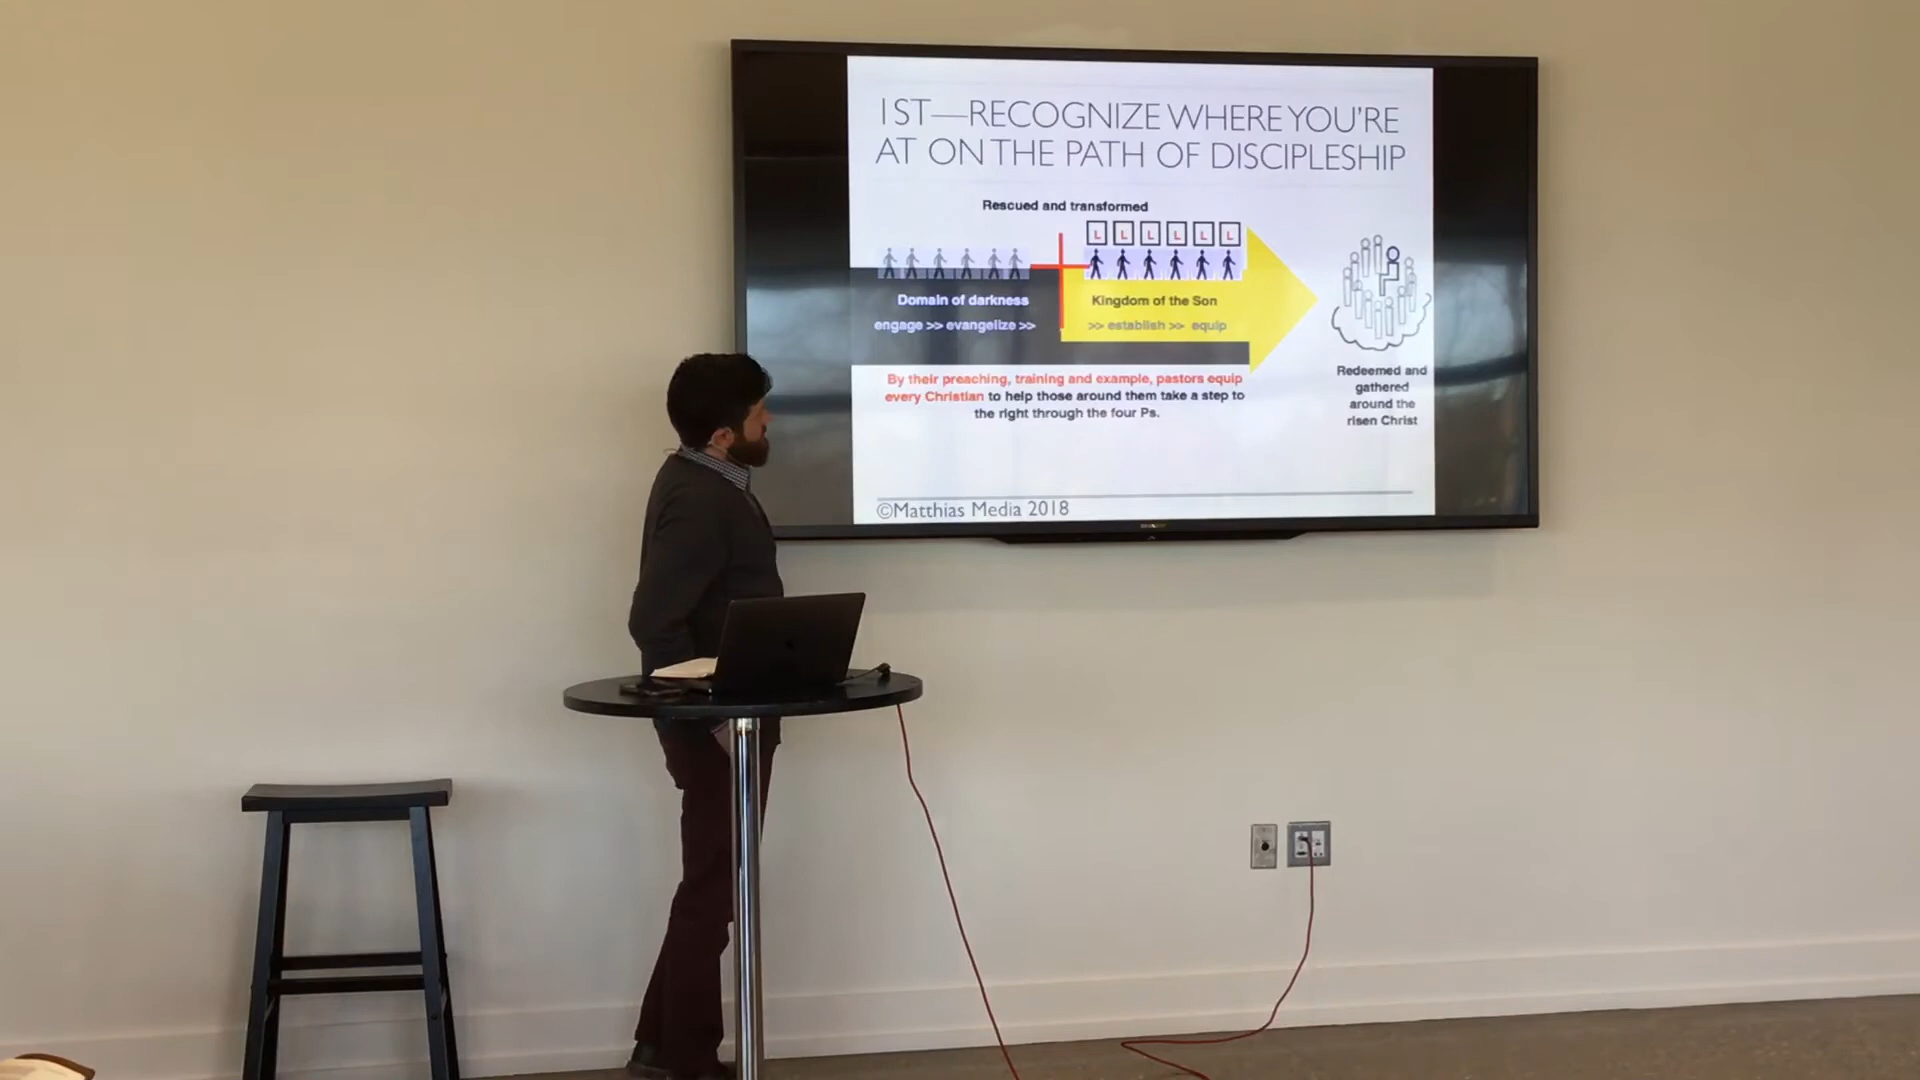 1ST—RECOGNIZE WHERE YOU'RE
AT ON THE PATH OF DISCIPLESHIP
Rescued and transformed
L L L L L L
Domain of darkness
Kingdom of the Son
engage >> evangelize >>
>> establish >> equip
By their preaching, training and example, pastors equip
every Christian to help those around them take a step to
the right through the four Ps.
Redeemed and
gathered
around the
risen Christ
©Matthias Media 2018